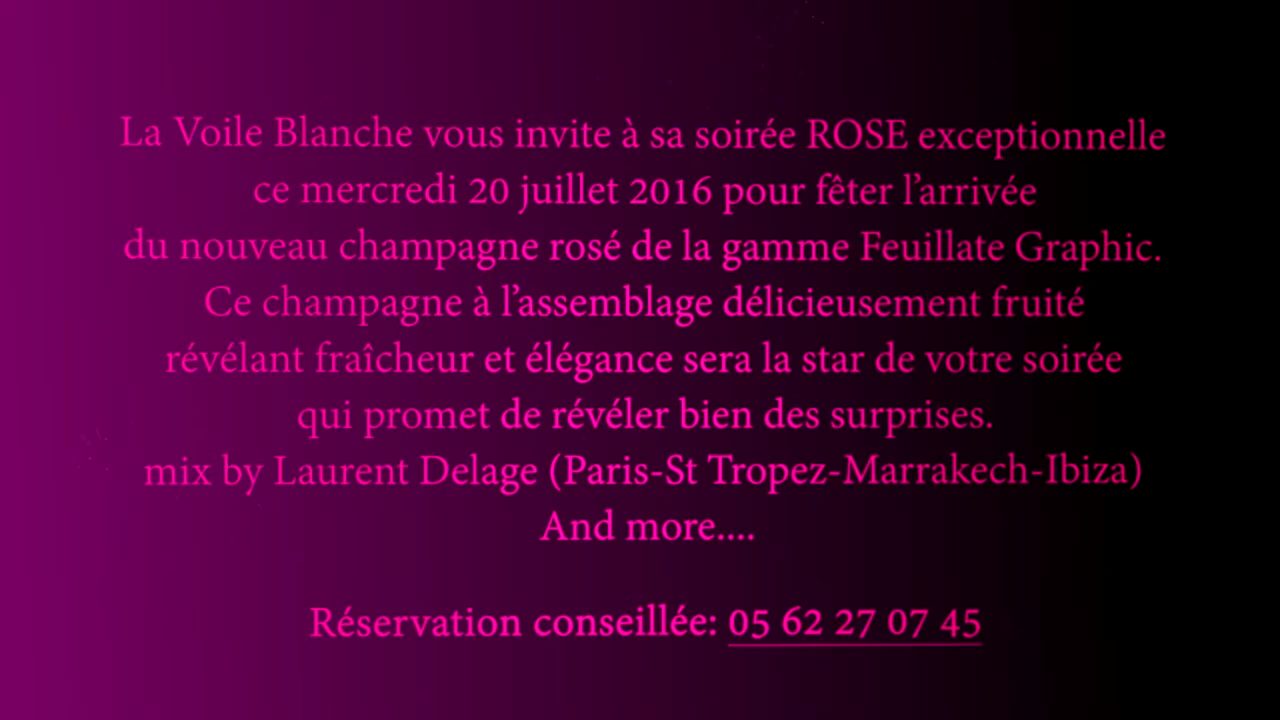 La Voile Blanche vous invite à sa soirée ROSE exceptionnelle
ce mercredi 20 juillet 2016 pour fêter l’arrivée
du nouveau champagne rosé de la gamme Feuillate Graphic.
Ce champagne à l’assemblage délicieusement fruité
révélant fraîcheur et élégance sera la star de votre soirée
qui promet de révéler bien des surprises.
mix by Laurent Delage (Paris-St Tropez-Marrakech-Ibiza)
And more....
Réservation conseillée: 05 62 27 07 45